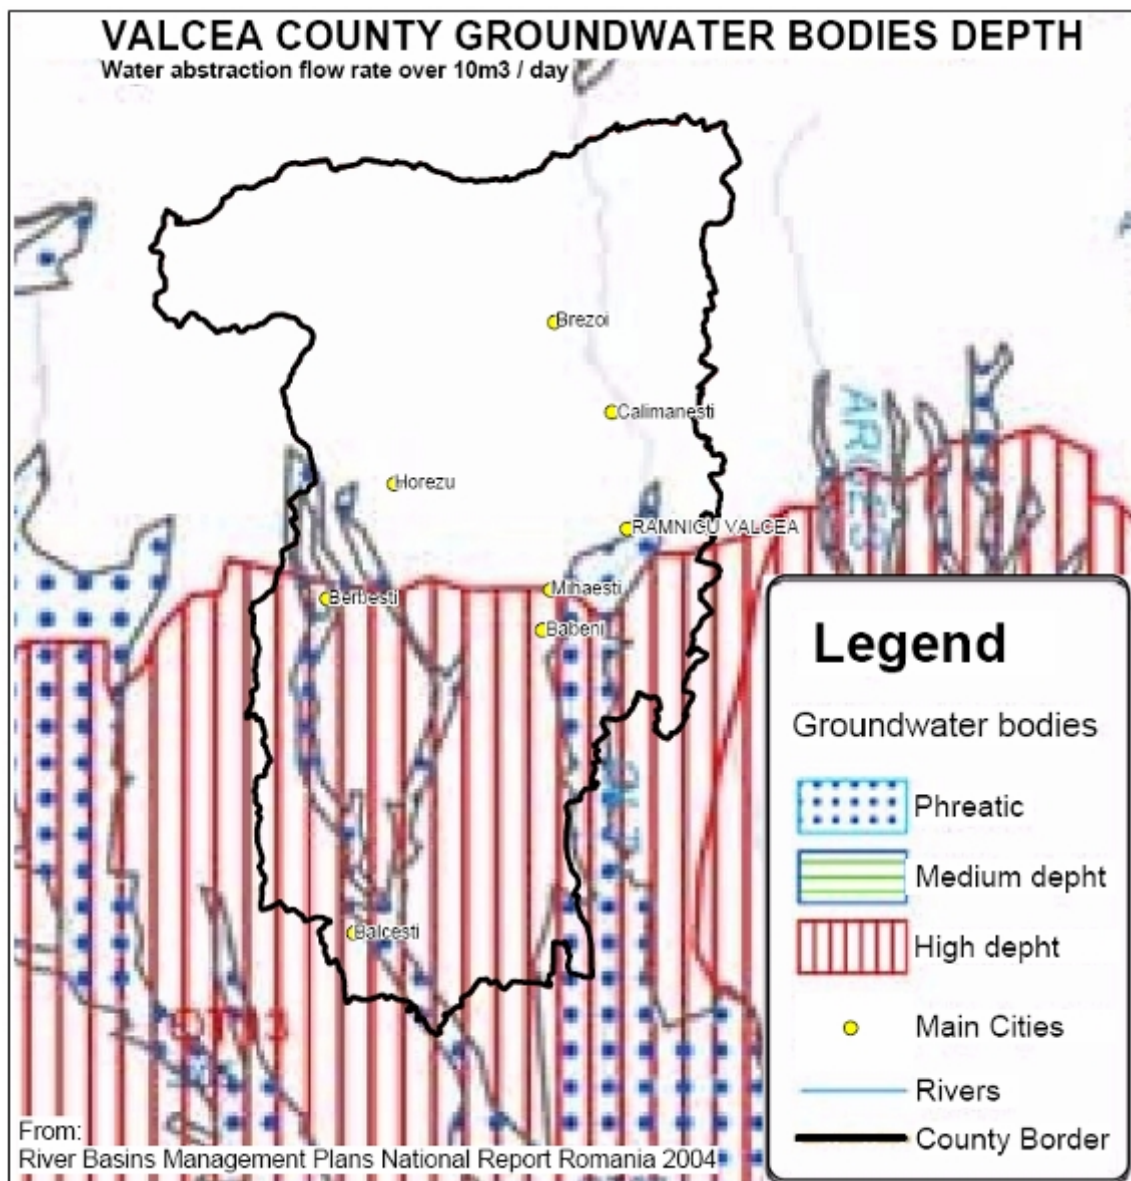 VALCEA COUNTY GROUNDWATER BODIES DEPTH
Water abstraction flow rate over 10m3 / day
Brezoi
Calimanesti
Horezu
RAMNICU VALCEA
Mihaesti
Berbesti
Babeni
Balcesti
Legend
Groundwater bodies
Phreatic
Medium depht
High depht
Main Cities
Rivers
County Border
From:
River Basins Management Plans National Report Romania 2004